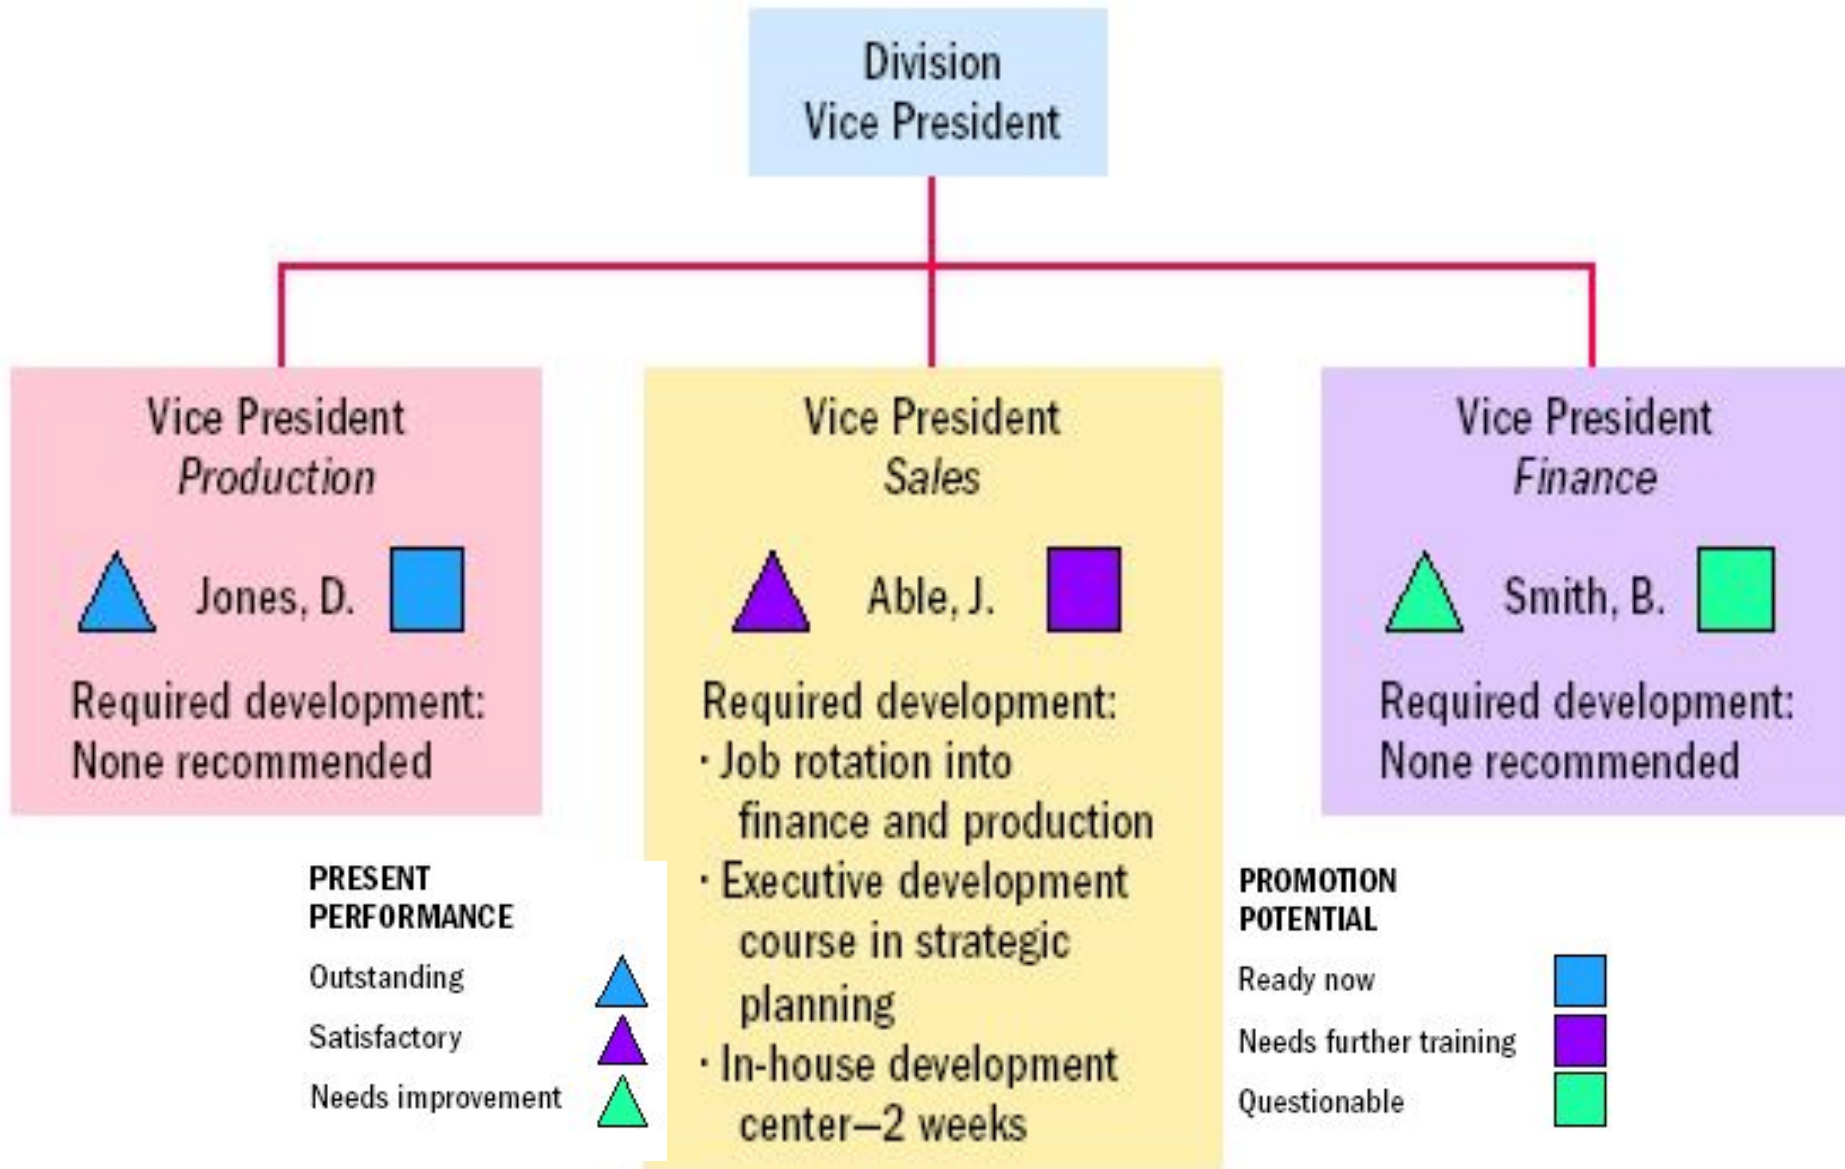 Division
Vice President
Vice President
Production
Jones, D.
Required development:
None recommended
Vice President
Sales
Able, J.
Required development:
· Job rotation into
finance and production
· Executive development
course in strategic
planning
· In-house development
center—2 weeks
Vice President
Finance
Smith, B.
Required development:
None recommended
PRESENT
PERFORMANCE
Outstanding
Satisfactory
Needs improvement
PROMOTION
POTENTIAL
Ready now
Needs further training
Questionable